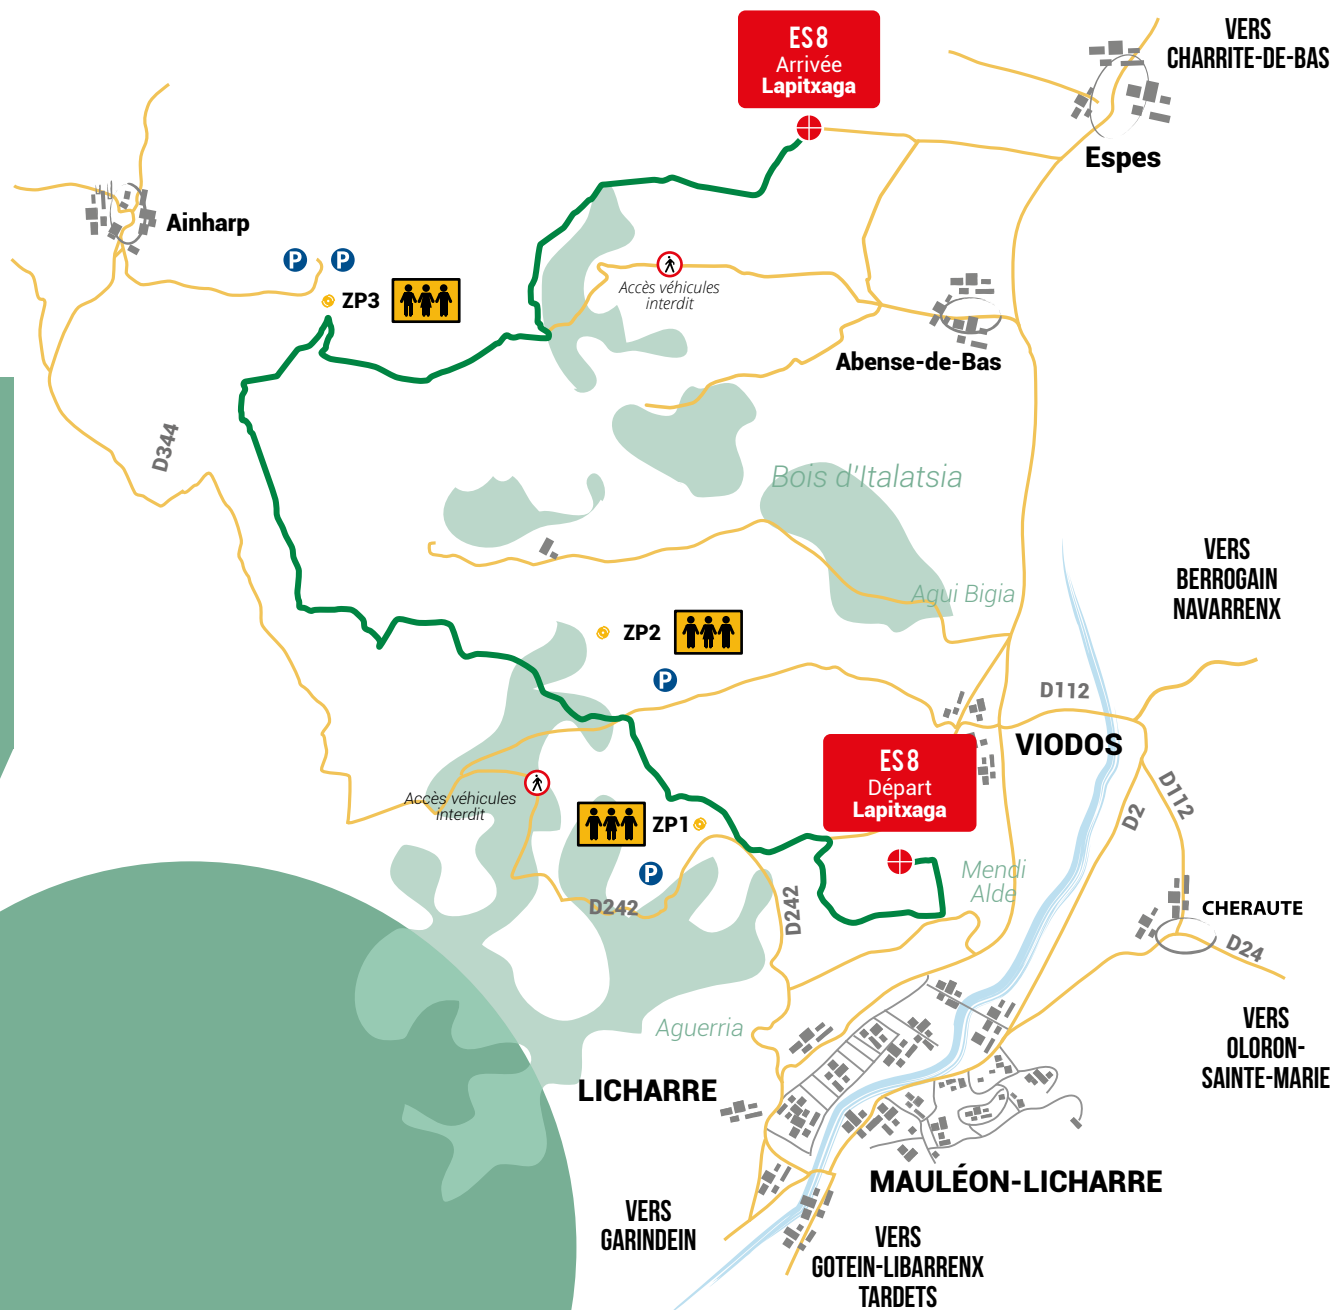 ES8
Arrivée
Lapitxaga
VERS
CHARRITE-DE-BAS
Espes
Ainharp
P
P
ZP3
Accès véhicules
interdit
Abense-de-Bas
D344
Bois d'Italatsia
VERS
BERROGAIN
NAVARRENX
Agui Bigia
ZP2
P
D112
VIODOS
ES8
Départ
Lapitxaga
Accès véhicules
interdit
ZP1
P
D2
D112
Mendi
Alde
D242
D242
CHERAUTE
D24
Aguerria
VERS
OLORON-
SAINTE-MARIE
LICHARRE
MAULÉON-LICHARRE
VERS
GARINDEIN
VERS
GOTEIN-LIBARRENX
TARDETS